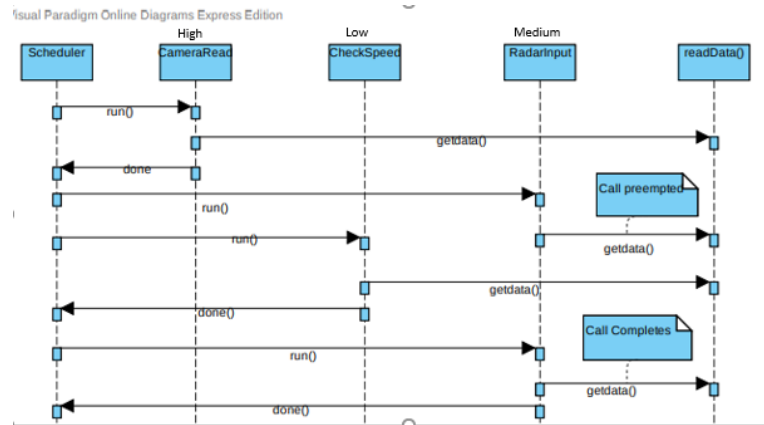 Visual Paradigm Online Diagrams Express Edition
High Low Medium
Scheduler CameraRead CheckSpeed RadarInput readData()
run()
getdata()
done
Call preempted
run()
run()
getdata()
getdata()
done()
Call Completes
run()
getdata()
done()